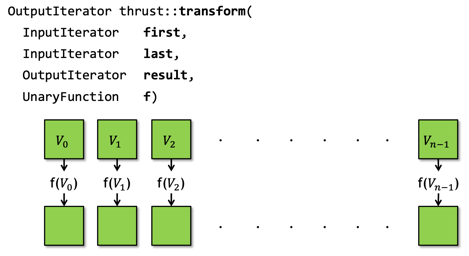 OutputIterator thrust::transform(
InputIterator first,
InputIterator last,
OutputIterator result,
UnaryFunction f)
V₀ V₁ V₂ . . . . . . Vₙ₋₁
f(V₀) f(V₁) f(V₂) f(Vₙ₋₁)
. . . . . .